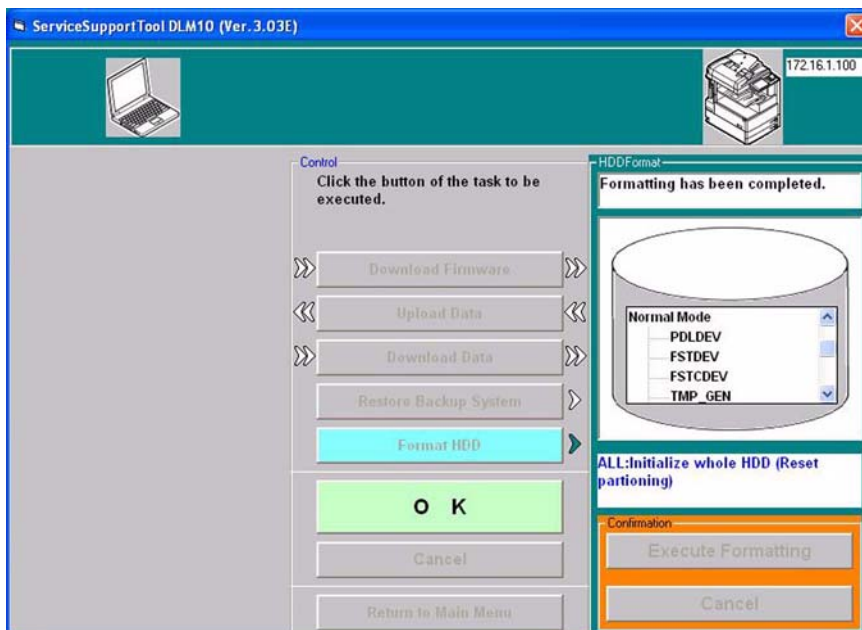 ServiceSupportTool DLM10 (Ver.3.03E)
172.16.1.100
Control
Click the button of the task to be
executed.
Download Firmware
Upload Data
Download Data
Restore Backup System
Format HDD
O K
Cancel
Return to Main Menu
HDDFormat
Formatting has been completed.
Normal Mode
PDLDEV
FSTDEV
FSTCDEV
TMP_GEN
ALL:Initialize whole HDD (Reset
partioning)
Confirmation
Execute Formatting
Cancel